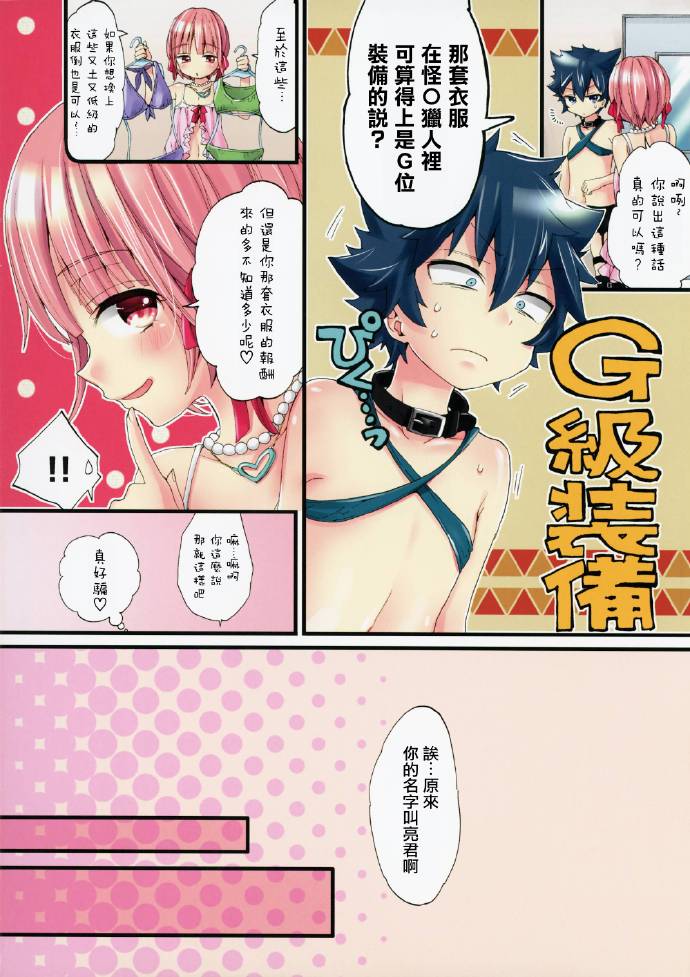 啊咧~
你說出這種話
真的可以嗎?
那套衣服
在怪〇獵人裡
可算得上是G位
裝備的說?
G級装備
ぴく…っ
至於這些…
如果你想換上
這些又土又低級的
衣服倒也是可以~…
但還是你那套衣服的報酬
來的多不知道多少呢♡
!!
嘛…嘛啊
你這麼說
那就這樣吧
真好騙♡
誒…原來
你的名字叫亮君啊